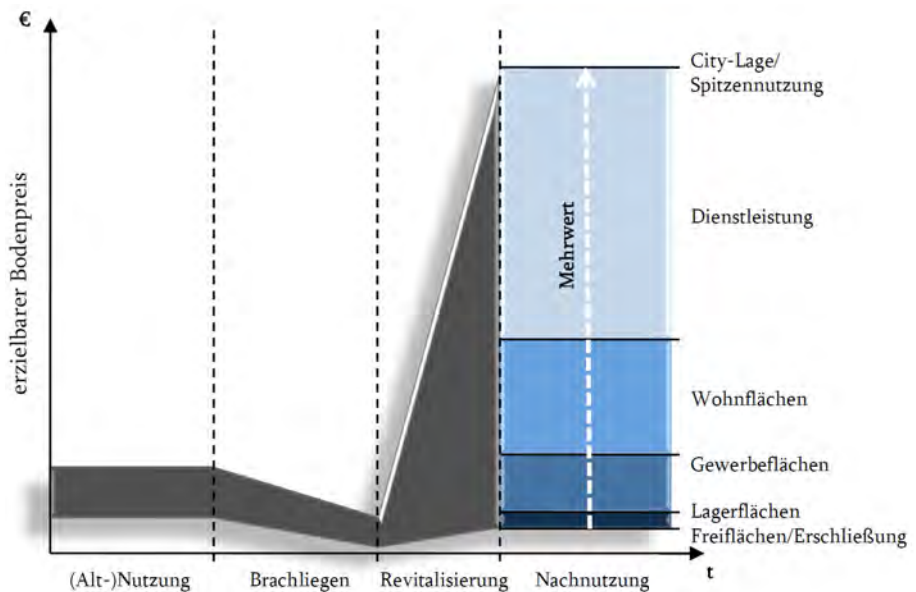 €
erzielbarer Bodenpreis
City-Lage/
Spitzennutzung
Dienstleistung
Mehrwert
Wohnflächen
Gewerbeflächen
Lagerflächen
Freiflächen/Erschließung
t
(Alt-)Nutzung
Brachliegen
Revitalisierung
Nachnutzung